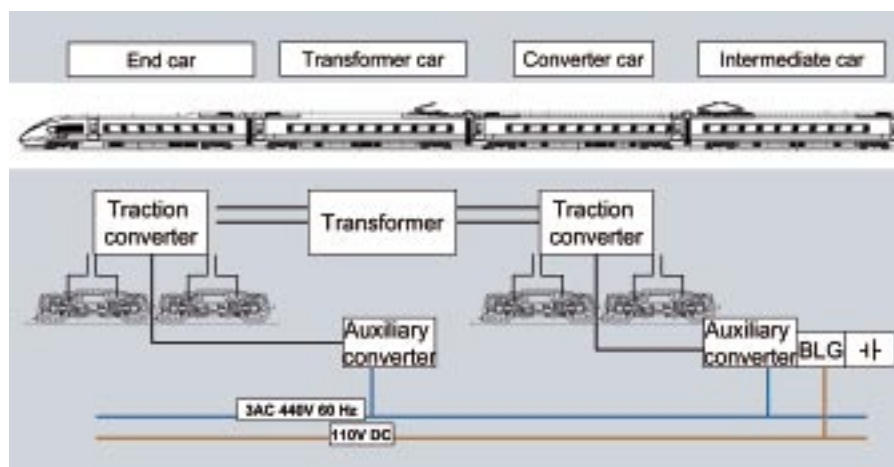 End car
Transformer car
Converter car
Intermediate car
Traction
converter
Transformer
Traction
converter
Auxiliary
converter
Auxiliary
converter
BLG
3AC 440V 60 Hz
110V DC